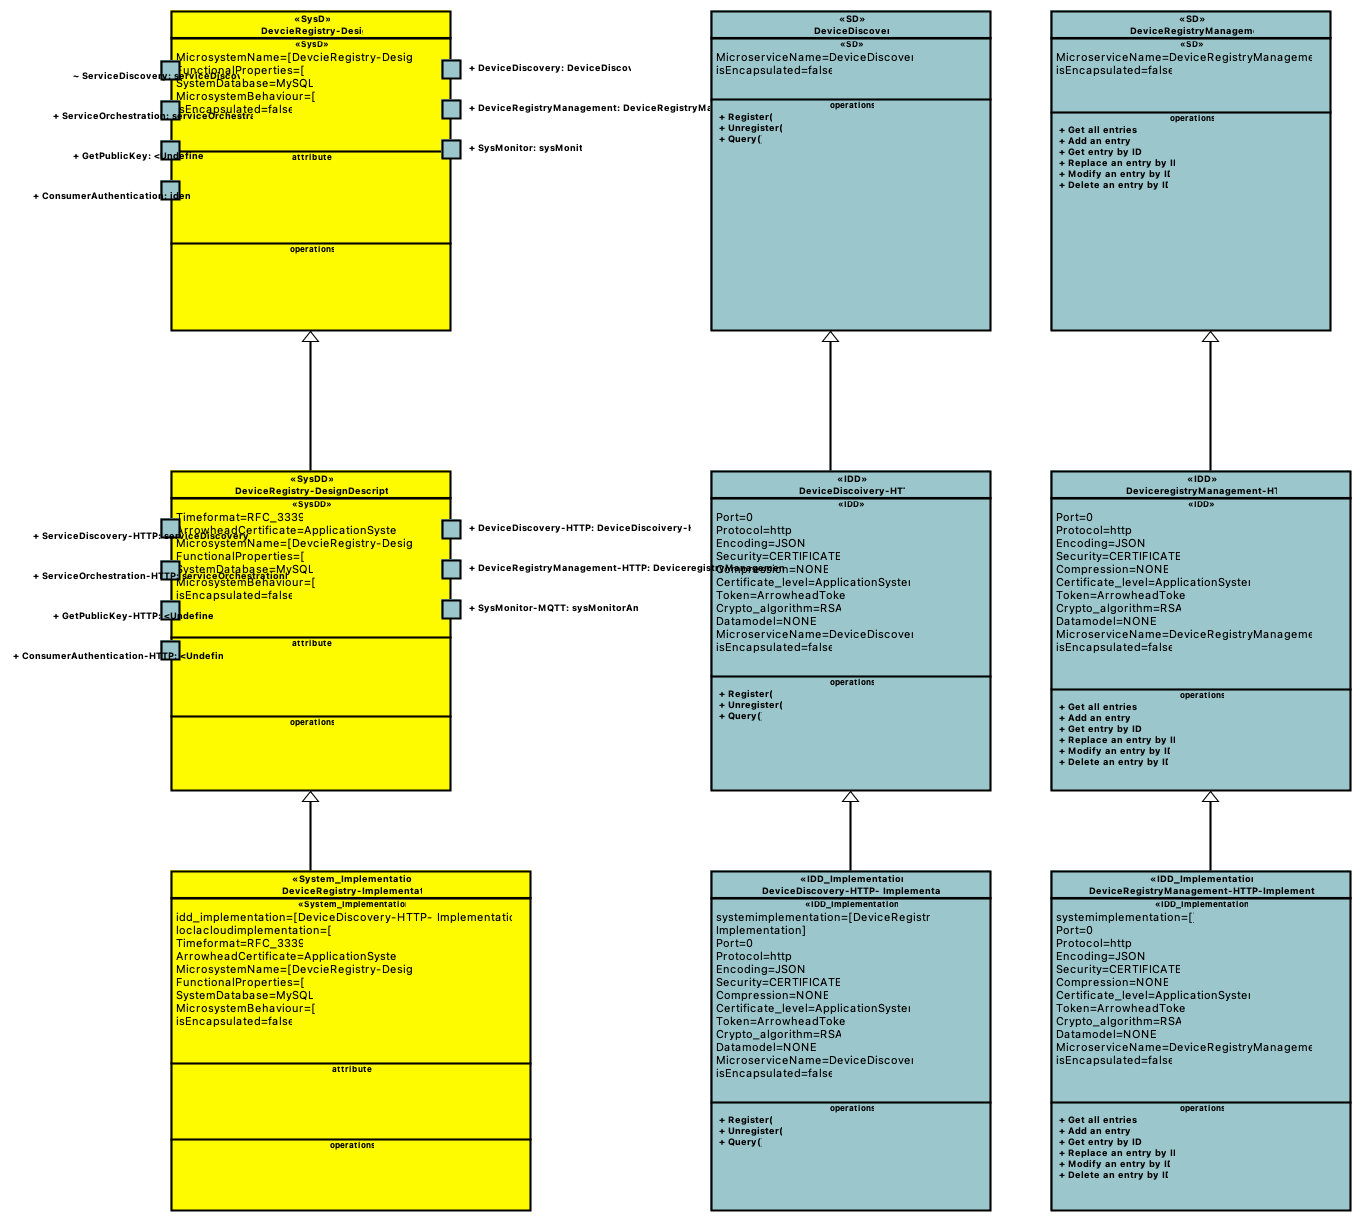 «SysD»
DevcieRegistry-Desi
«SysD»
MicrosystemName=[DevcieRegistry-Desig
FunctionalProperties=[
SystemDatabase=MySQL
MicrosystemBehaviour=[
isEncapsulated=false
~ ServiceDiscovery: serviceDiscov
+ ServiceOrchestration: serviceOrchestra
+ GetPublicKey: <Undefine
+ ConsumerAuthentication: iden
+ DeviceDiscovery: DeviceDiscov
+ DeviceRegistryManagement: DeviceRegistryMa
+ SysMonitor: sysMonit
attribute
operations
«SD»
DeviceDiscover
«SD»
MicroserviceName=DeviceDiscover
isEncapsulated=false
operations
+ Register(
+ Unregister(
+ Query(
«SD»
DeviceRegistryManagem
«SD»
MicroserviceName=DeviceRegistryManageme
isEncapsulated=false
operations
+ Get all entries
+ Add an entry
+ Get entry by ID
+ Replace an entry by I
+ Modify an entry by I
+ Delete an entry by I
«SysDD»
DeviceRegistry-DesignDescript
«SysDD»
Timeformat=RFC_3339
ArrowheadCertificate=ApplicationSyste
MicrosystemName=[DevcieRegistry-Desig
FunctionalProperties=[
SystemDatabase=MySQL
MicrosystemBehaviour=[
isEncapsulated=false
+ ServiceDiscovery-HTTP: serviceDiscovery
+ ServiceOrchestration-HTTP: serviceOrchestration
+ GetPublicKey-HTTP: <Undefine
+ ConsumerAuthentication-HTTP: <Undefin
+ DeviceDiscovery-HTTP: DeviceDiscoivery-H
+ DeviceRegistryManagement-HTTP: DeviceregistryManagemen
+ SysMonitor-MQTT: sysMonitorAn
attribute
operations
«IDD»
DeviceDiscoivery-HT
«IDD»
Port=0
Protocol=http
Encoding=JSON
Security=CERTIFICATE
Compression=NONE
Certificate_level=ApplicationSystem
Token=ArrowheadToke
Crypto_algorithm=RSA
Datamodel=NONE
MicroserviceName=DeviceDiscover
isEncapsulated=false
operations
+ Register(
+ Unregister(
+ Query(
«IDD»
DeviceregistryManagement-HT
«IDD»
Port=0
Protocol=http
Encoding=JSON
Security=CERTIFICATE
Compression=NONE
Certificate_level=ApplicationSystem
Token=ArrowheadToke
Crypto_algorithm=RSA
Datamodel=NONE
MicroserviceName=DeviceRegistryManageme
isEncapsulated=false
operations
+ Get all entries
+ Add an entry
+ Get entry by ID
+ Replace an entry by I
+ Modify an entry by I
+ Delete an entry by I
«System_Implementatio
DeviceRegistry-Implementat
«System_Implementatio
idd_implementation=[DeviceDiscovery-HTTP- Implementatio
loclacloudimplementation=[
Timeformat=RFC_3339
ArrowheadCertificate=ApplicationSyste
MicrosystemName=[DevcieRegistry-Desig
FunctionalProperties=[
SystemDatabase=MySQL
MicrosystemBehaviour=[
isEncapsulated=false
attribute
operations
«IDD_Implementation
DeviceDiscovery-HTTP- Implementa
«IDD_Implementation
systemimplementation=[DeviceRegistr
Implementation]
Port=0
Protocol=http
Encoding=JSON
Security=CERTIFICATE
Compression=NONE
Certificate_level=ApplicationSystem
Token=ArrowheadToke
Crypto_algorithm=RSA
Datamodel=NONE
MicroserviceName=DeviceDiscover
isEncapsulated=false
operations
+ Register(
+ Unregister(
+ Query(
«IDD_Implementation
DeviceRegistryManagement-HTTP-Implement
«IDD_Implementation
systemimplementation=[
Port=0
Protocol=http
Encoding=JSON
Security=CERTIFICATE
Compression=NONE
Certificate_level=ApplicationSystem
Token=ArrowheadToke
Crypto_algorithm=RSA
Datamodel=NONE
MicroserviceName=DeviceRegistryManageme
isEncapsulated=false
operations
+ Get all entries
+ Add an entry
+ Get entry by ID
+ Replace an entry by I
+ Modify an entry by I
+ Delete an entry by I